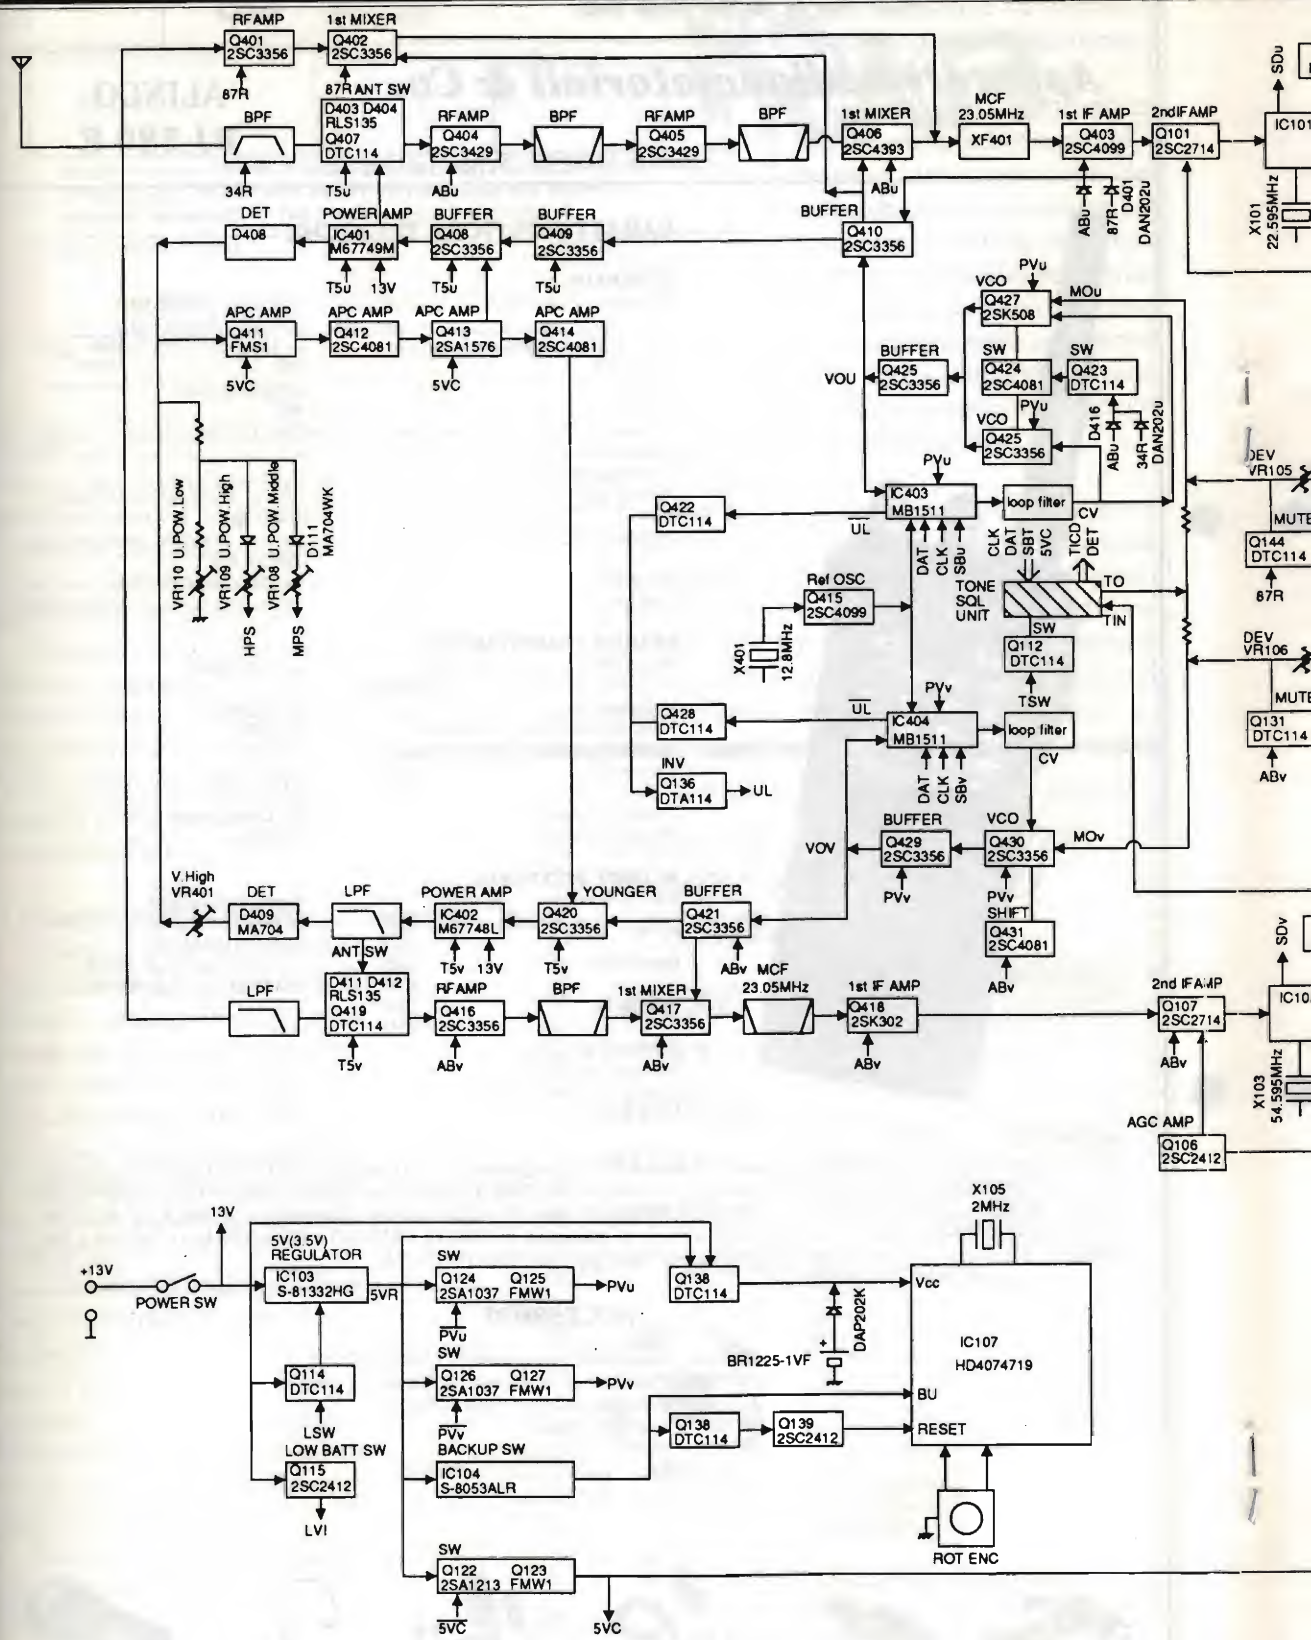 RFAMP
Q401
2SC3356
87R
1st MIXER
Q402
2SC3356
87R ANT SW
D403 D404
RLS135
Q407
DTC114
T5u
BPF
34R
RFAMP
Q404
2SC3429
ABu
BPF
RFAMP
Q405
2SC3429
BPF
1st MIXER
Q406
2SC4393
ABu
MCF
23.05MHz
XF401
1st IF AMP
Q403
2SC4099
ABu
87R
D401
DAN202u
2ndIFAMP
Q101
2SC2714
SDu
IC101
X101
22.595MHz
DET
D408
POWER AMP
IC401
M67749M
T5u
13V
BUFFER
Q408
2SC3356
T5u
BUFFER
Q409
2SC3356
T5u
BUFFER
Q410
2SC3356
APC AMP
Q411
FMS1
5VC
APC AMP
Q412
2SC4081
APC AMP
Q413
2SA1576
5VC
APC AMP
Q414
2SC4081
VCO
PVu
Q427
2SK508
MOu
BUFFER
Q425
2SC3356
VOU
SW
Q424
2SC4081
SW
Q423
DTC114
VCO
PVu
Q425
2SC3356
D416
ABu
34R
DAN202u
VR110 U.POW.Low
VR109 U.POW.High
VR108 U.POW.Middle
D111
MA704WK
HPS
MPS
PVu
IC403
MB1511
UL
DAT
CLK
SBu
loop filter
CV
Q422
DTC114
CLK
DAT
SBT
5VC
TICD
DET
TONE
SQL
UNIT
TO
TIN
Ref OSC
Q415
2SC4099
X401
12.8MHz
SW
Q112
DTC114
TSW
DEV
VR105
MUTE
Q144
DTC114
87R
DEV
VR106
MUTE
Q131
DTC114
ABv
PVv
IC404
MB1511
UL
DAT
CLK
SBv
loop filter
CV
Q428
DTC114
INV
Q136
DTA114
UL
BUFFER
Q429
2SC3356
PVv
VOV
VCO
Q430
2SC3356
PVv
MOv
SHIFT
Q431
2SC4081
ABv
V.High
VR401
DET
D409
MA704
LPF
POWER AMP
IC402
M67748L
T5v
13V
YOUNGER
Q420
2SC3356
T5v
BUFFER
Q421
2SC3356
ABv
LPF
ANT SW
D411 D412
RLS135
Q419
DTC114
T5v
RFAMP
Q416
2SC3356
ABv
BPF
1st MIXER
Q417
2SC3356
ABv
MCF
23.05MHz
1st IF AMP
Q418
2SK302
ABv
2nd IFAMP
Q107
2SC2714
ABv
SDv
X103
54.595MHz
AGC AMP
Q106
2SC2412
+13V
POWER SW
13V
5V(3.5V)
REGULATOR
IC103
S-81332HG
5VR
Q114
DTC114
LSW
LOW BATT SW
Q115
2SC2412
LVI
SW
Q124 Q125
2SA1037 FMW1
PVu
PVu
SW
Q126 Q127
2SA1037 FMW1
PVv
PVv
BACKUP SW
IC104
S-8053ALR
SW
Q122 Q123
2SA1213 FMW1
5VC
5VC
Q138
DTC114
DAP202K
BR1225-1VF
+
Q138
DTC114
Q139
2SC2412
X105
2MHz
Vcc
IC107
HD4074719
BU
RESET
ROT ENC